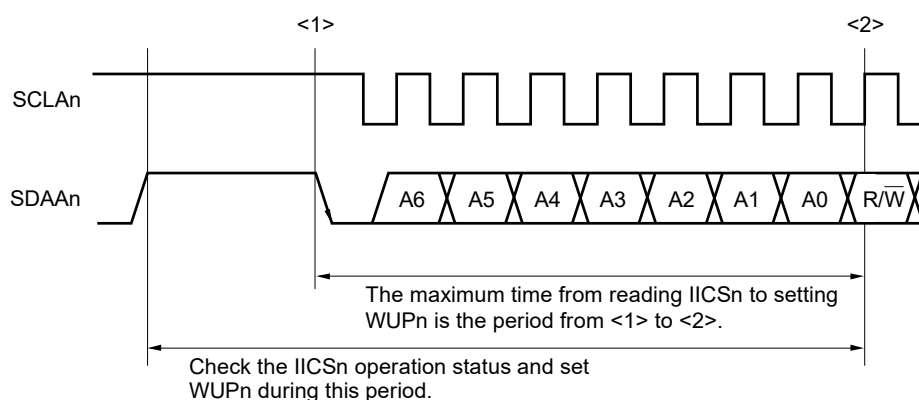 <1> <2>
SCLAn
SDAAn A6 A5 A4 A3 A2 A1 A0 R/W̅
The maximum time from reading IICSn to setting
WUPn is the period from <1> to <2>.
Check the IICSn operation status and set
WUPn during this period.